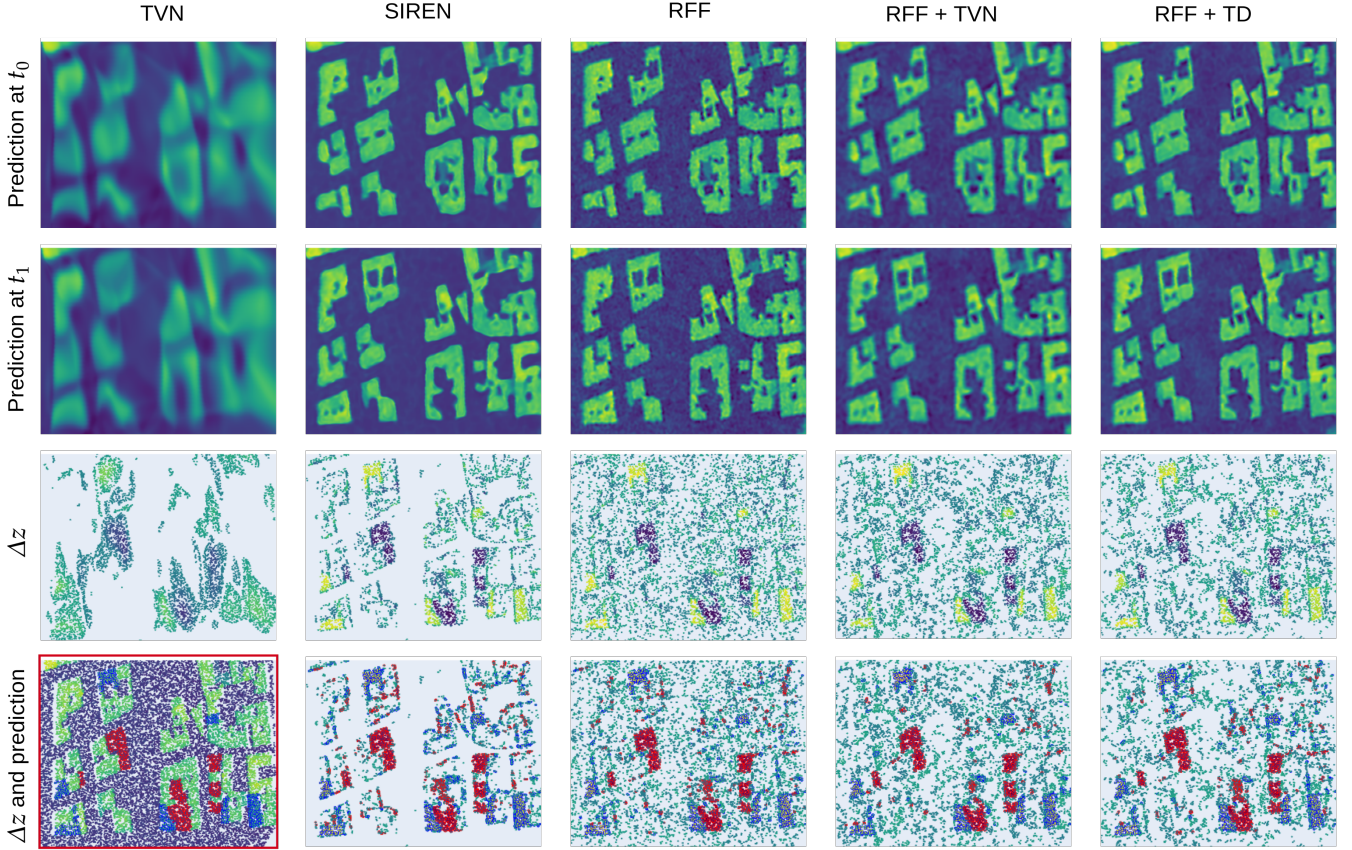 TVN SIREN RFF RFF + TVN RFF + TD
Prediction at t₀
Prediction at t₁
Δz
Δz and prediction